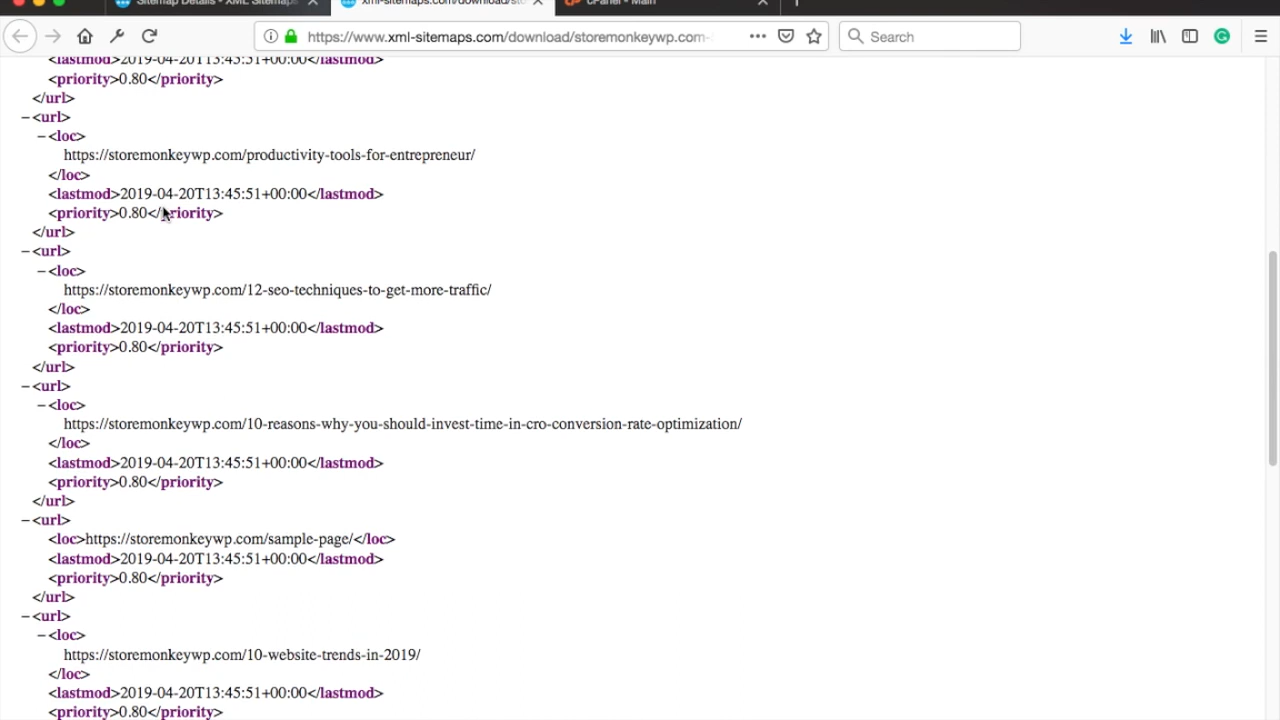 Sitemap Details - XML Sitemaps
xml-sitemaps.com/download/sto
cPanel - Main
https://www.xml-sitemaps.com/download/storemonkeywp.com-
Search
<lastmod>2019-04-20T13:45:51+00:00</lastmod>
<priority>0.80</priority>
</url>
−<url>
−<loc>
https://storemonkeywp.com/productivity-tools-for-entrepreneur/
</loc>
<lastmod>2019-04-20T13:45:51+00:00</lastmod>
<priority>0.80</priority>
</url>
−<url>
−<loc>
https://storemonkeywp.com/12-seo-techniques-to-get-more-traffic/
</loc>
<lastmod>2019-04-20T13:45:51+00:00</lastmod>
<priority>0.80</priority>
</url>
−<url>
−<loc>
https://storemonkeywp.com/10-reasons-why-you-should-invest-time-in-cro-conversion-rate-optimization/
</loc>
<lastmod>2019-04-20T13:45:51+00:00</lastmod>
<priority>0.80</priority>
</url>
−<url>
<loc>https://storemonkeywp.com/sample-page/</loc>
<lastmod>2019-04-20T13:45:51+00:00</lastmod>
<priority>0.80</priority>
</url>
−<url>
−<loc>
https://storemonkeywp.com/10-website-trends-in-2019/
</loc>
<lastmod>2019-04-20T13:45:51+00:00</lastmod>
<priority>0.80</priority>